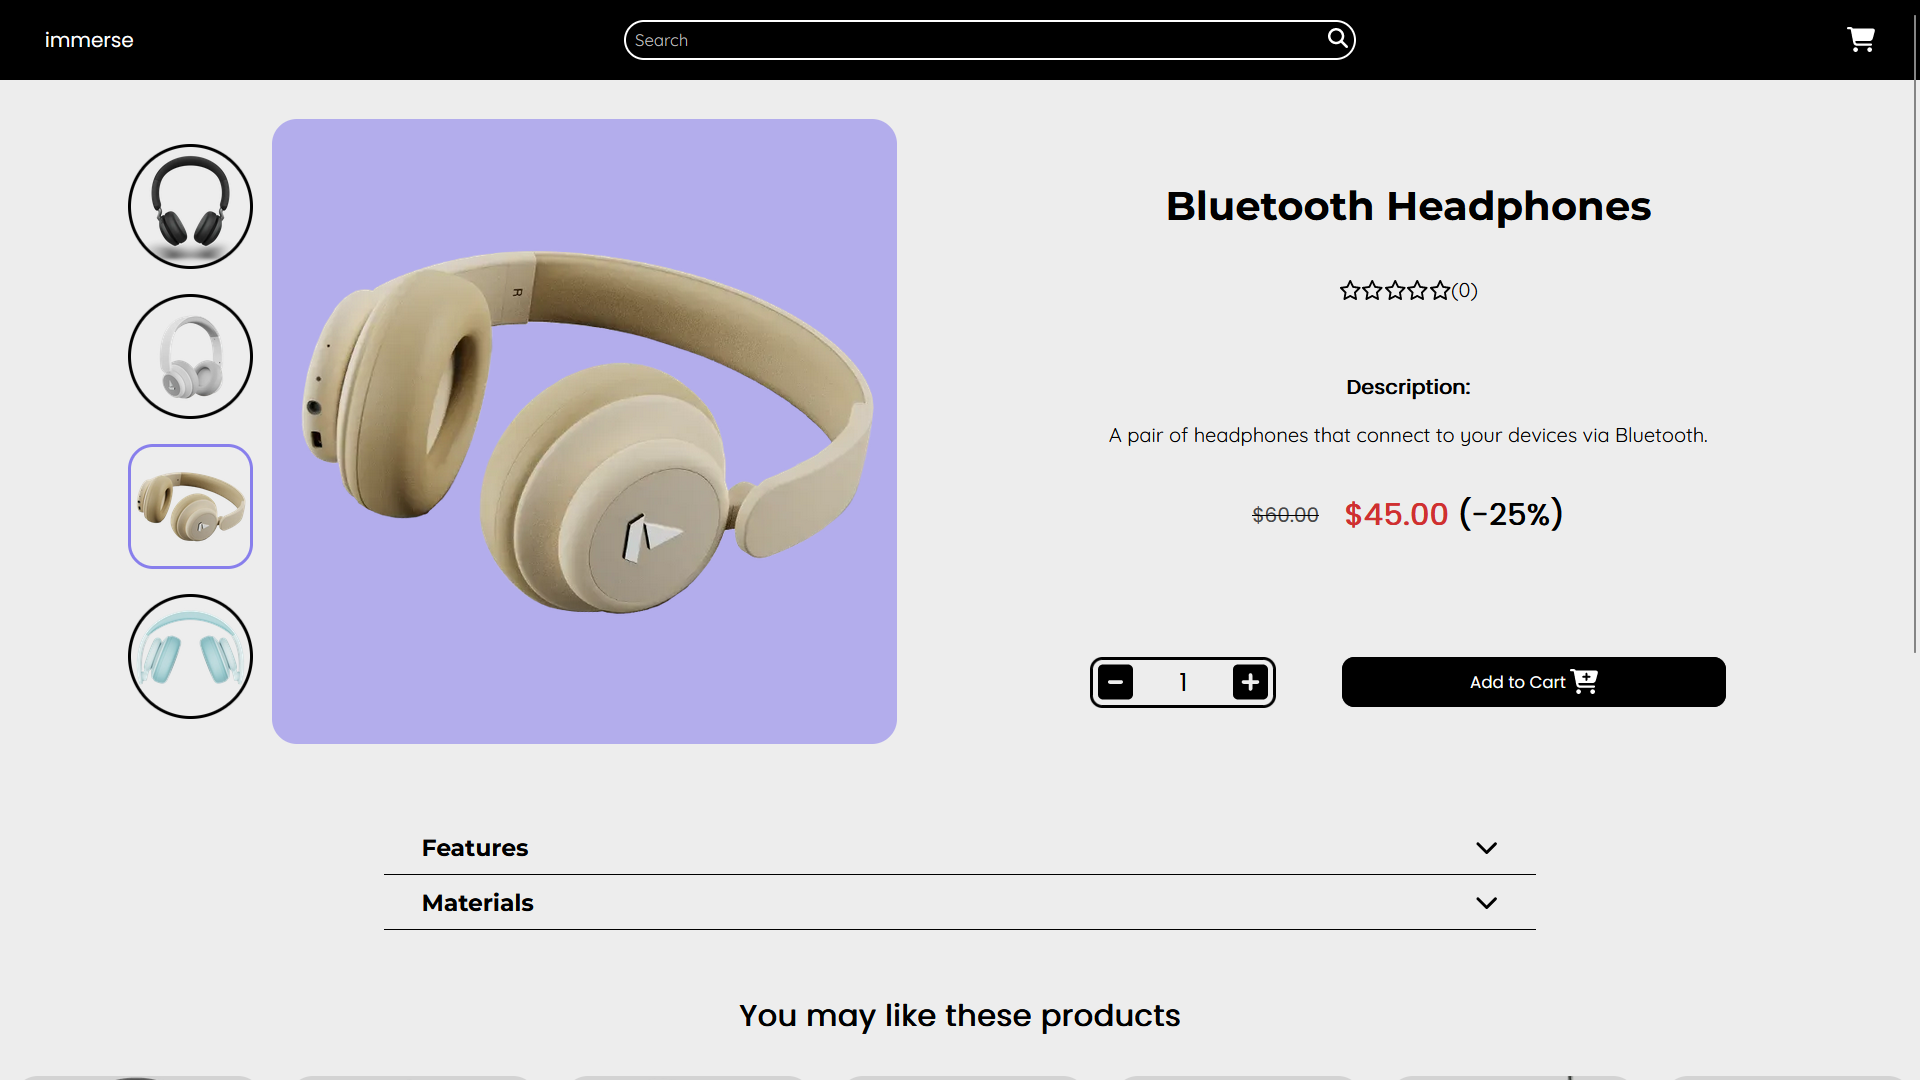 immerse
Search
Bluetooth Headphones
(0)
Description:
A pair of headphones that connect to your devices via Bluetooth.
$60.00 $45.00 (-25%)
1
Add to Cart
R
Features
Materials
You may like these products